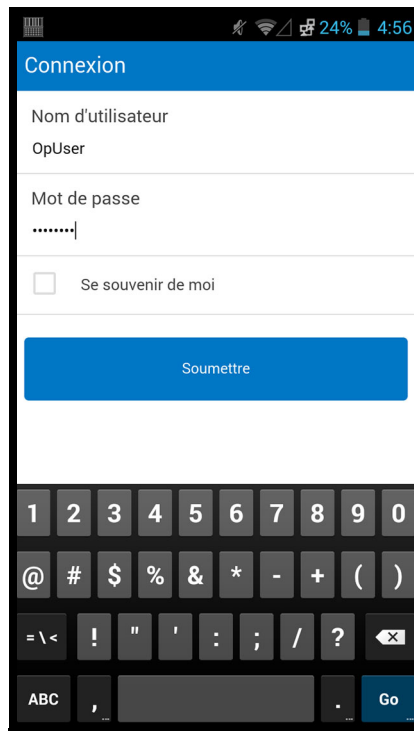 24% 4:56
Connexion
Nom d'utilisateur
OpUser
Mot de passe
••••••••
Se souvenir de moi
Soumettre
1 2 3 4 5 6 7 8 9 0
@ # $ % & * - + ( )
= \ < ! " ' : ; / ?
ABC , ... . ... Go ...